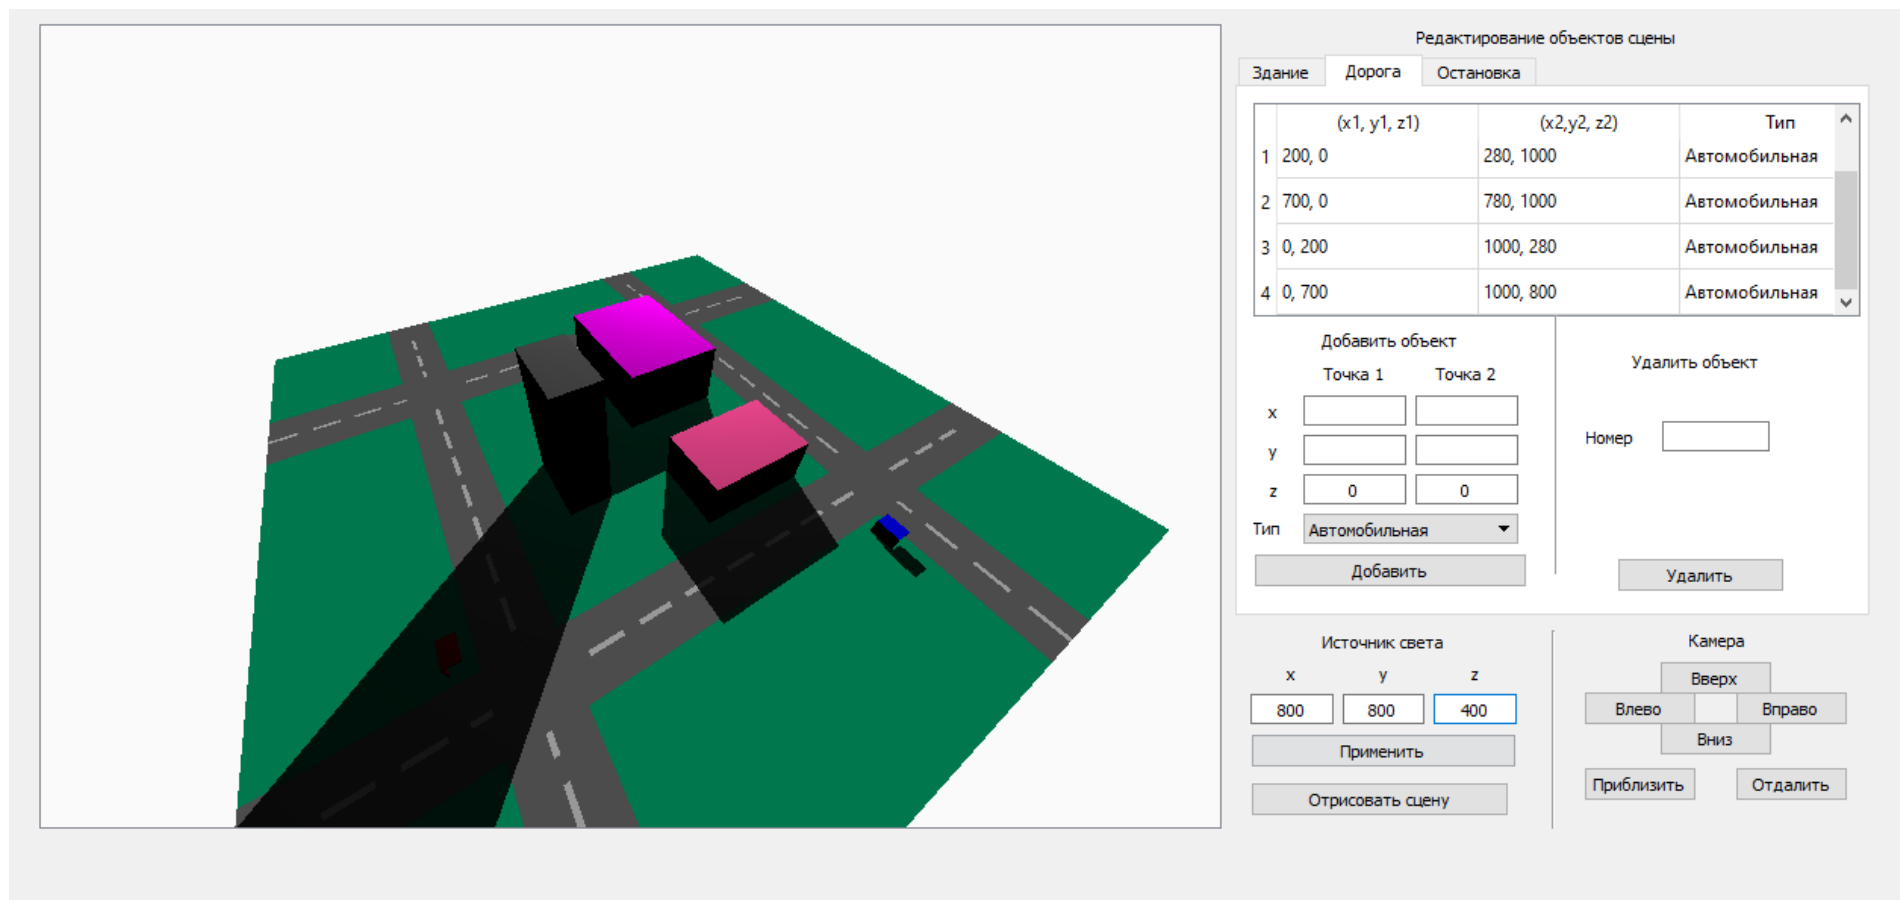 Редактирование объектов сцены
Здание Дорога Остановка
(x1, y1, z1) (x2,y2, z2) Тип
1 200, 0 280, 1000 Автомобильная
2 700, 0 780, 1000 Автомобильная
3 0, 200 1000, 280 Автомобильная
4 0, 700 1000, 800 Автомобильная
Добавить объект
Точка 1 Точка 2
x
y
z 0 0
Тип Автомобильная
Добавить
Удалить объект
Номер
Удалить
Источник света
x y z
800 800 400
Применить
Отрисовать сцену
Камера
Вверх
Влево Вправо
Вниз
Приблизить Отдалить